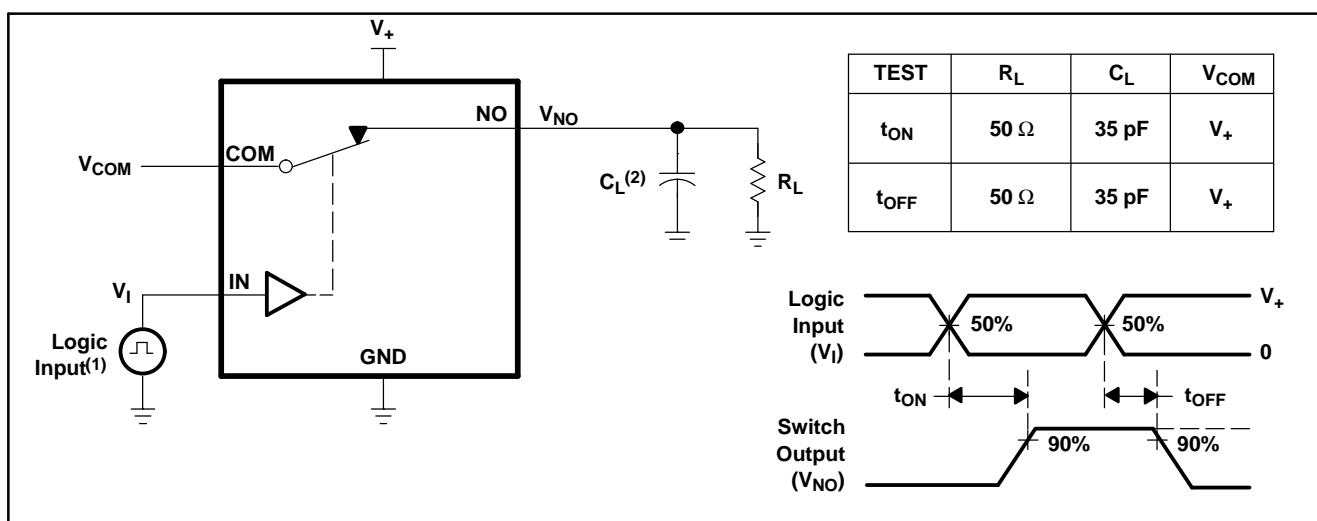 V+
NO
VNO
COM
VCOM
CL(2)
RL
IN
VI
Logic
Input(1)
GND
TEST RL CL VCOM
tON 50 Ω 35 pF V+
tOFF 50 Ω 35 pF V+
Logic
Input
(VI)
50%
50%
V+
0
tON
tOFF
Switch
Output
(VNO)
90%
90%